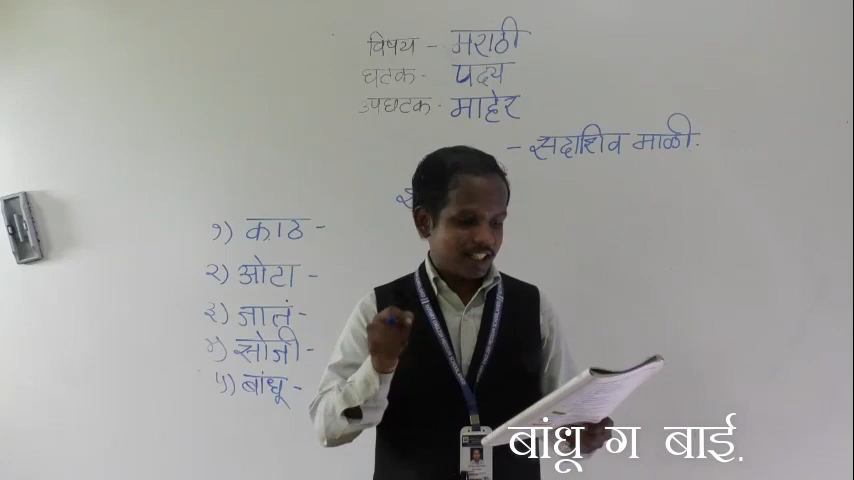 विषय - मराठी
घटक - पद्य
उपघटक - माहेर
- सदाशिव माळी.
१) काठ -
२) ओटा -
३) जातं -
४) सोजी -
५) बांधू -
बांधू ग बाई.